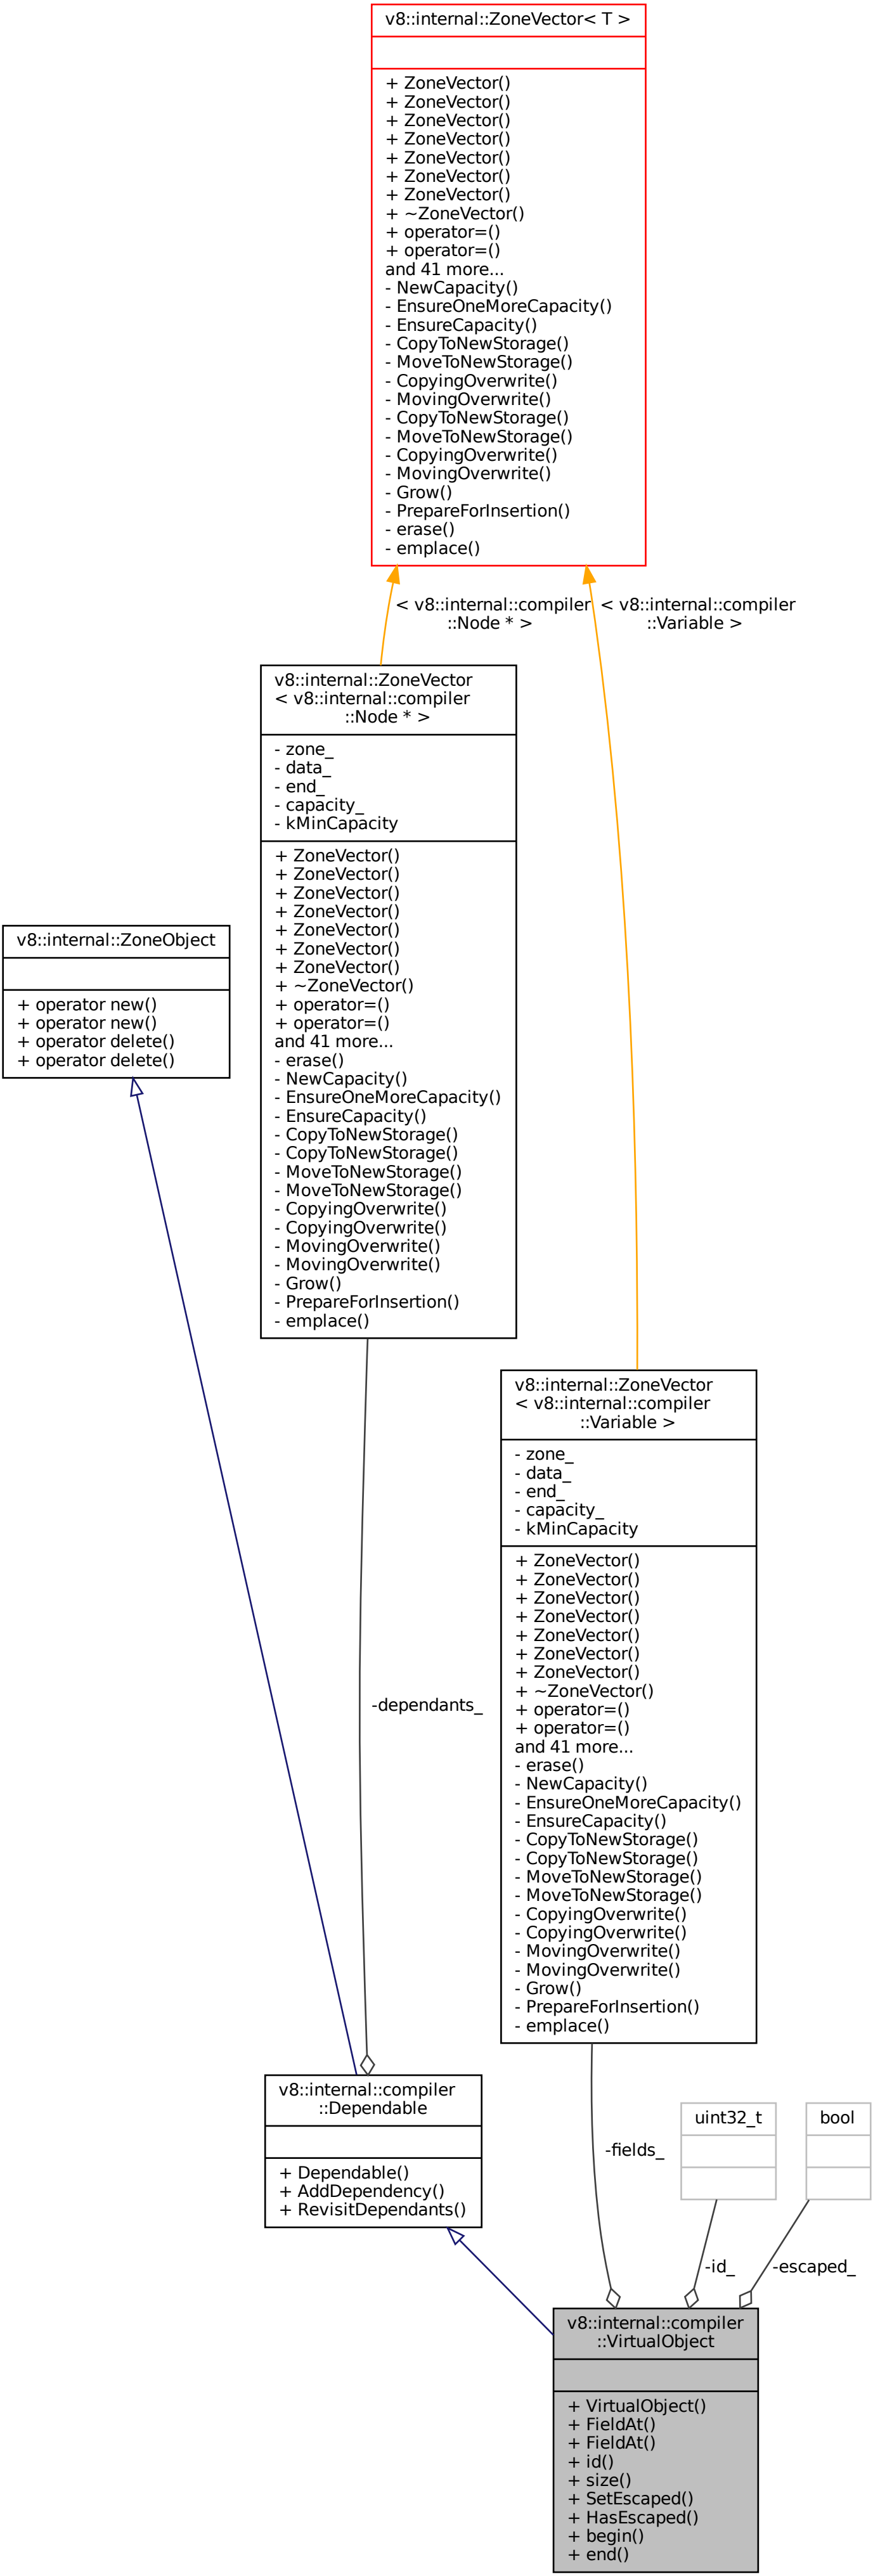 v8::internal::ZoneVector< T >
+ ZoneVector()
+ ZoneVector()
+ ZoneVector()
+ ZoneVector()
+ ZoneVector()
+ ZoneVector()
+ ZoneVector()
+ ~ZoneVector()
+ operator=()
+ operator=()
and 41 more...
- NewCapacity()
- EnsureOneMoreCapacity()
- EnsureCapacity()
- CopyToNewStorage()
- MoveToNewStorage()
- CopyingOverwrite()
- MovingOverwrite()
- CopyToNewStorage()
- MoveToNewStorage()
- CopyingOverwrite()
- MovingOverwrite()
- Grow()
- PrepareForInsertion()
- erase()
- emplace()
< v8::internal::compiler
::Node * >
< v8::internal::compiler
::Variable >
v8::internal::ZoneVector
< v8::internal::compiler
::Node * >
- zone_
- data_
- end_
- capacity_
- kMinCapacity
+ ZoneVector()
+ ZoneVector()
+ ZoneVector()
+ ZoneVector()
+ ZoneVector()
+ ZoneVector()
+ ZoneVector()
+ ~ZoneVector()
+ operator=()
+ operator=()
and 41 more...
- erase()
- NewCapacity()
- EnsureOneMoreCapacity()
- EnsureCapacity()
- CopyToNewStorage()
- CopyToNewStorage()
- MoveToNewStorage()
- MoveToNewStorage()
- CopyingOverwrite()
- CopyingOverwrite()
- MovingOverwrite()
- MovingOverwrite()
- Grow()
- PrepareForInsertion()
- emplace()
v8::internal::ZoneObject
+ operator new()
+ operator new()
+ operator delete()
+ operator delete()
v8::internal::ZoneVector
< v8::internal::compiler
::Variable >
- zone_
- data_
- end_
- capacity_
- kMinCapacity
+ ZoneVector()
+ ZoneVector()
+ ZoneVector()
+ ZoneVector()
+ ZoneVector()
+ ZoneVector()
+ ZoneVector()
+ ~ZoneVector()
+ operator=()
+ operator=()
and 41 more...
- erase()
- NewCapacity()
- EnsureOneMoreCapacity()
- EnsureCapacity()
- CopyToNewStorage()
- CopyToNewStorage()
- MoveToNewStorage()
- MoveToNewStorage()
- CopyingOverwrite()
- CopyingOverwrite()
- MovingOverwrite()
- MovingOverwrite()
- Grow()
- PrepareForInsertion()
- emplace()
-dependants_
v8::internal::compiler
::Dependable
+ Dependable()
+ AddDependency()
+ RevisitDependants()
-fields_
uint32_t
bool
-id_
-escaped_
v8::internal::compiler
::VirtualObject
+ VirtualObject()
+ FieldAt()
+ FieldAt()
+ id()
+ size()
+ SetEscaped()
+ HasEscaped()
+ begin()
+ end()